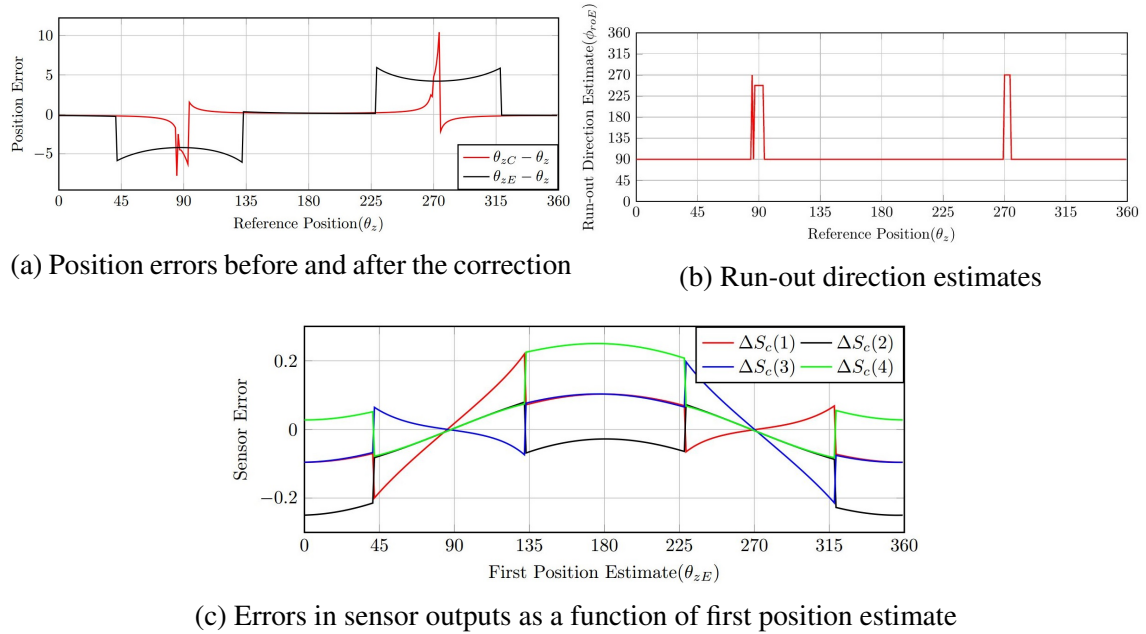 10
5
0
−5
Position Error
θzC − θz
θzE − θz
0 45 90 135 180 225 270 315 360
Reference Position(θz)
(a) Position errors before and after the correction
360
315
270
225
180
135
90
45
0
Run-out Direction Estimate(ϕroE)
0 45 90 135 180 225 270 315 360
Reference Position(θz)
(b) Run-out direction estimates
0.2
0
−0.2
Sensor Error
ΔSc(1) ΔSc(2)
ΔSc(3) ΔSc(4)
0 45 90 135 180 225 270 315 360
First Position Estimate(θzE)
(c) Errors in sensor outputs as a function of first position estimate